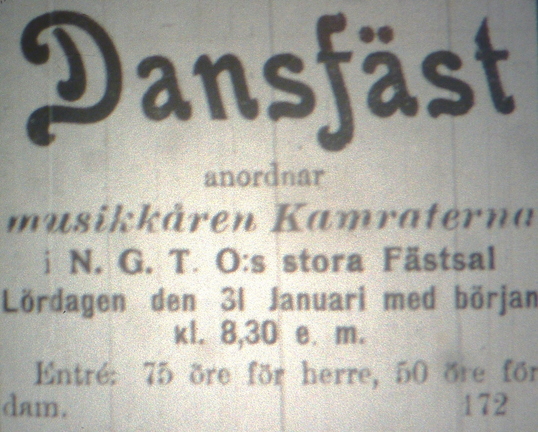 Dansfäst
anordnar
musikkåren Kamraterna
i N. G. T. O:s stora Fästsal
Lördagen den 31 Januari med början
kl. 8,30 e. m.
Entré: 75 öre för herre, 50 öre för
dam. 172